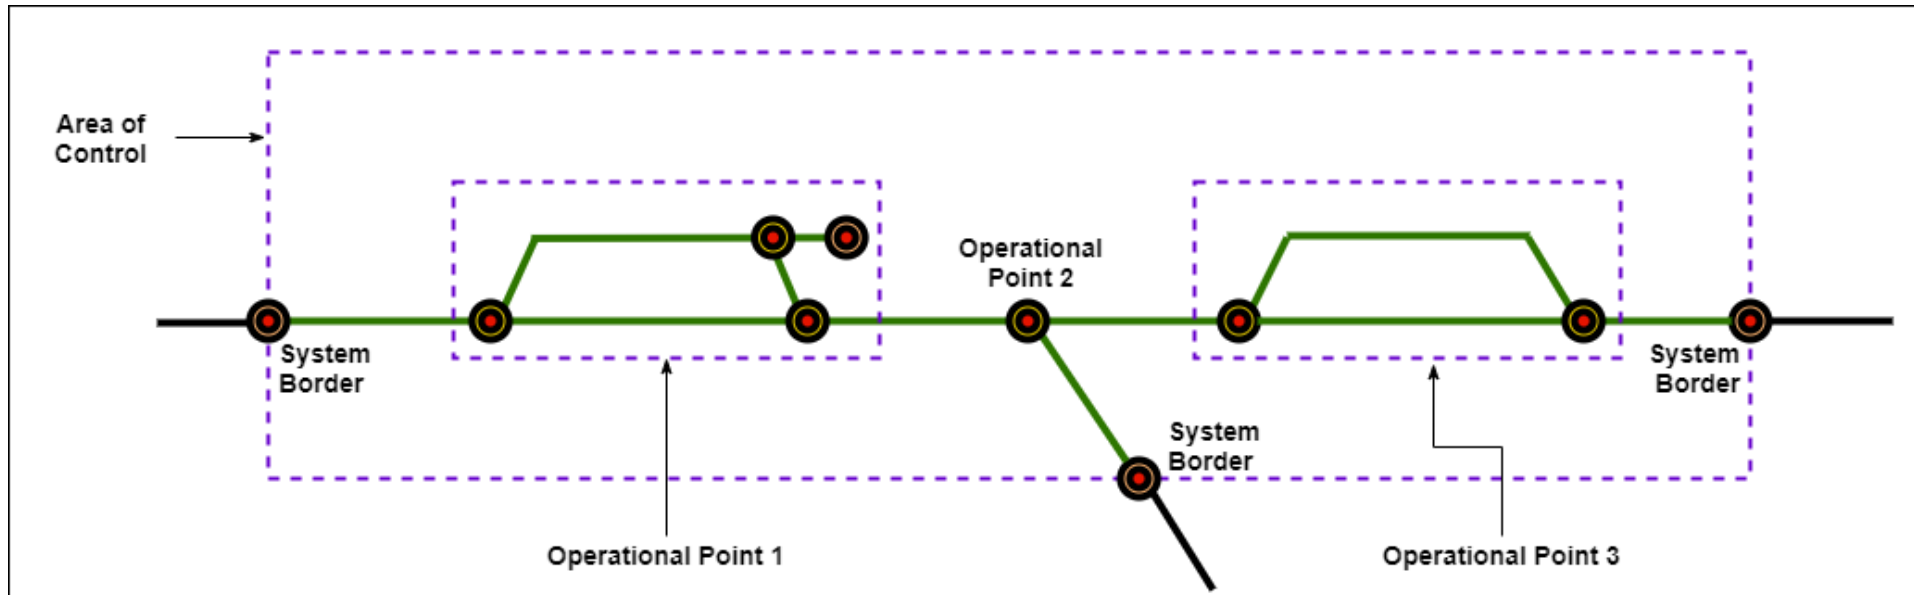 Area of
Control
Operational
Point 2
System
Border
System
Border
System
Border
Operational Point 1
Operational Point 3